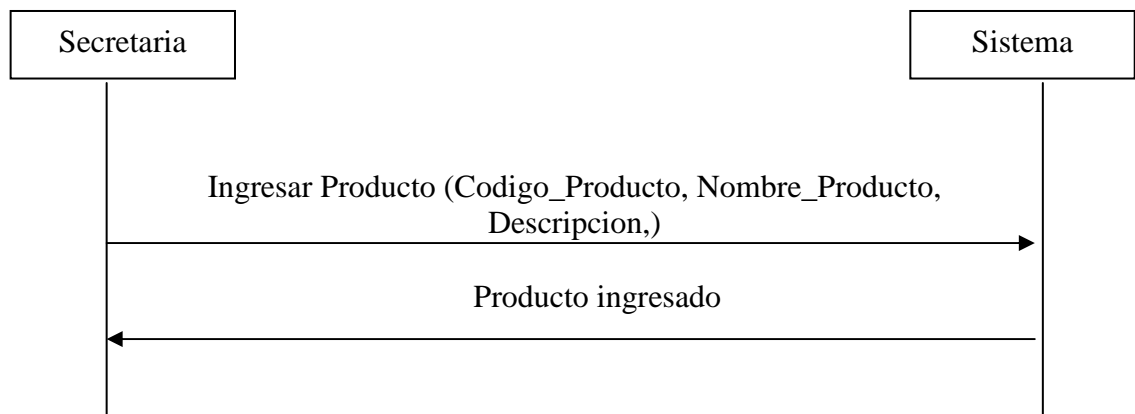 Secretaria
Sistema
Ingresar Producto (Codigo_Producto, Nombre_Producto,
Descripcion,)
Producto ingresado